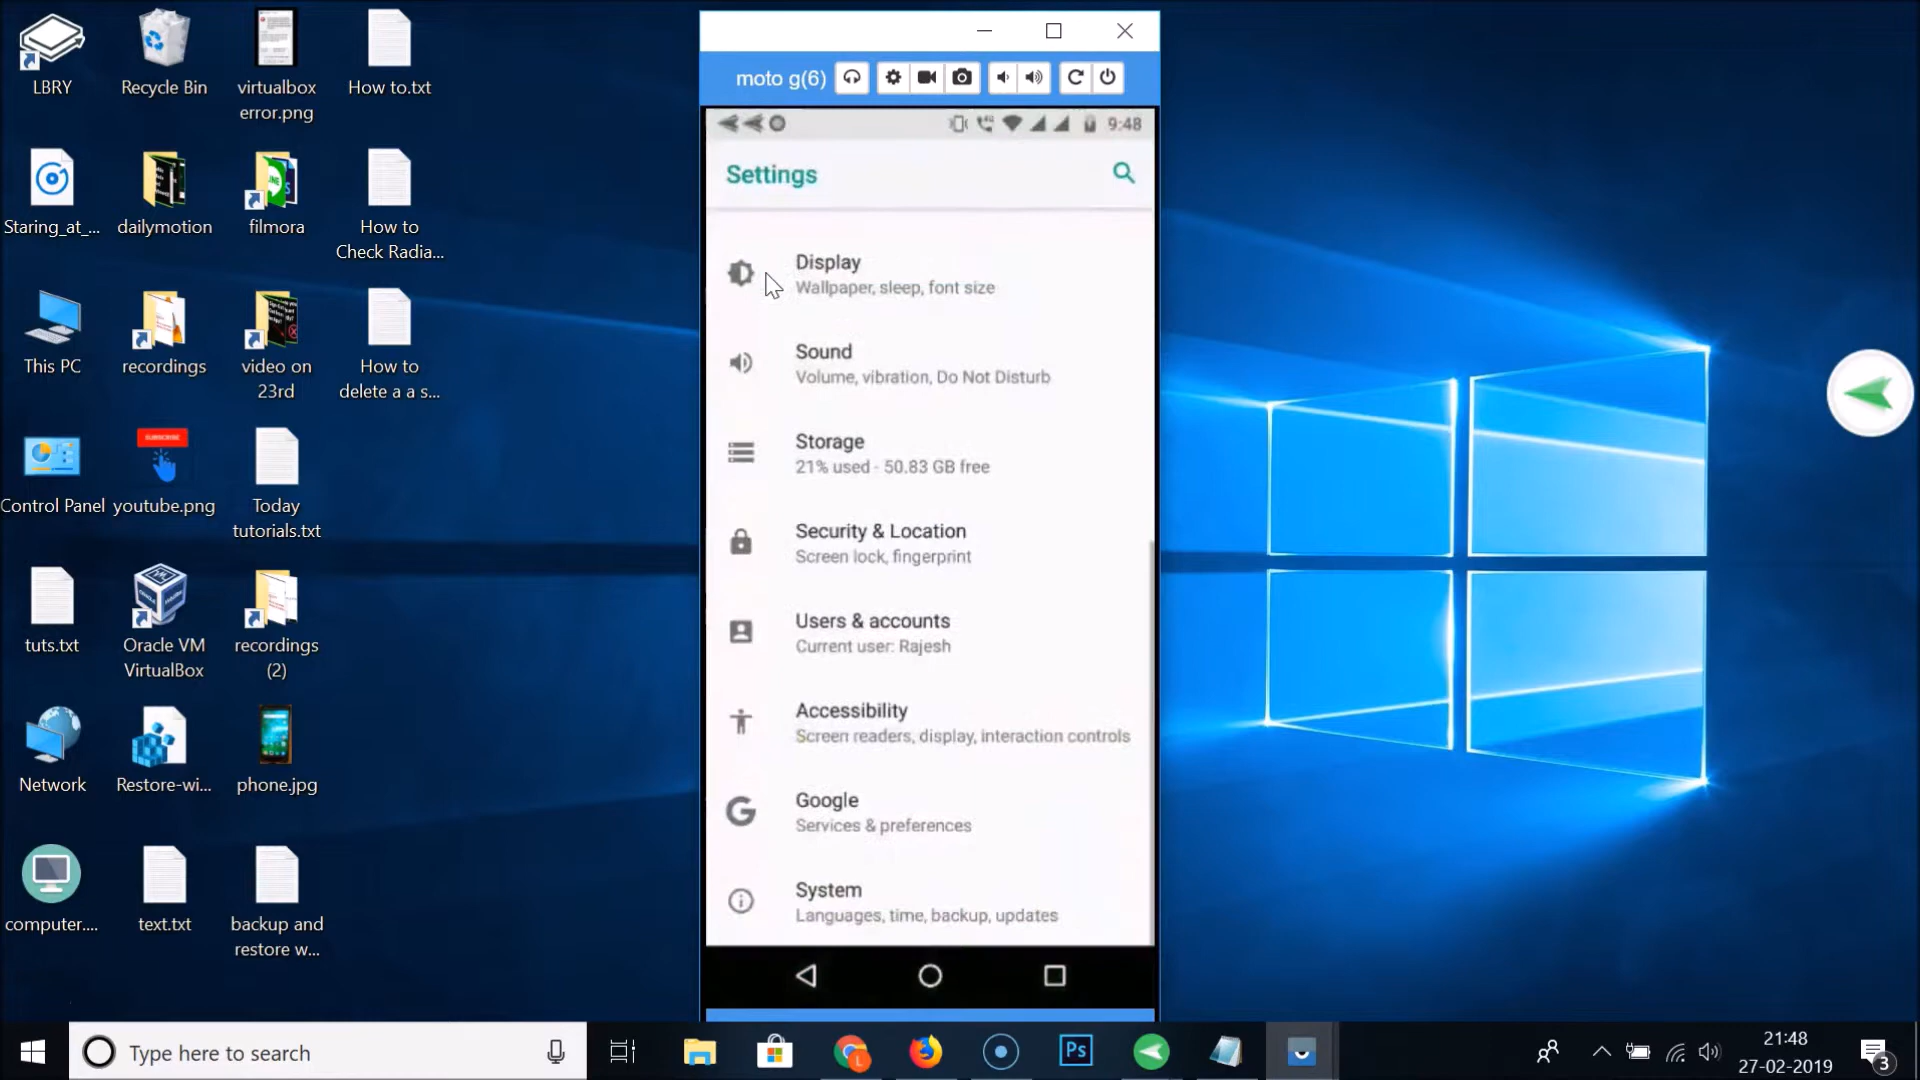 LBRY
Recycle Bin
virtualbox
error.png
How to.txt
Staring_at_...
dailymotion
filmora
How to
Check Radia...
This PC
recordings
video on
23rd
How to
delete a a s...
Control Panel
SUBSCRIBE
youtube.png
Today
tutorials.txt
tuts.txt
Oracle VM
VirtualBox
recordings
(2)
Network
Restore-wi...
phone.jpg
computer....
text.txt
backup and
restore w...
moto g(6)
9:48
Settings
Display
Wallpaper, sleep, font size
Sound
Volume, vibration, Do Not Disturb
Storage
21% used - 50.83 GB free
Security & Location
Screen lock, fingerprint
Users & accounts
Current user: Rajesh
Accessibility
Screen readers, display, interaction controls
Google
Services & preferences
System
Languages, time, backup, updates
Type here to search
L
Ps
21:48
27-02-2019
3